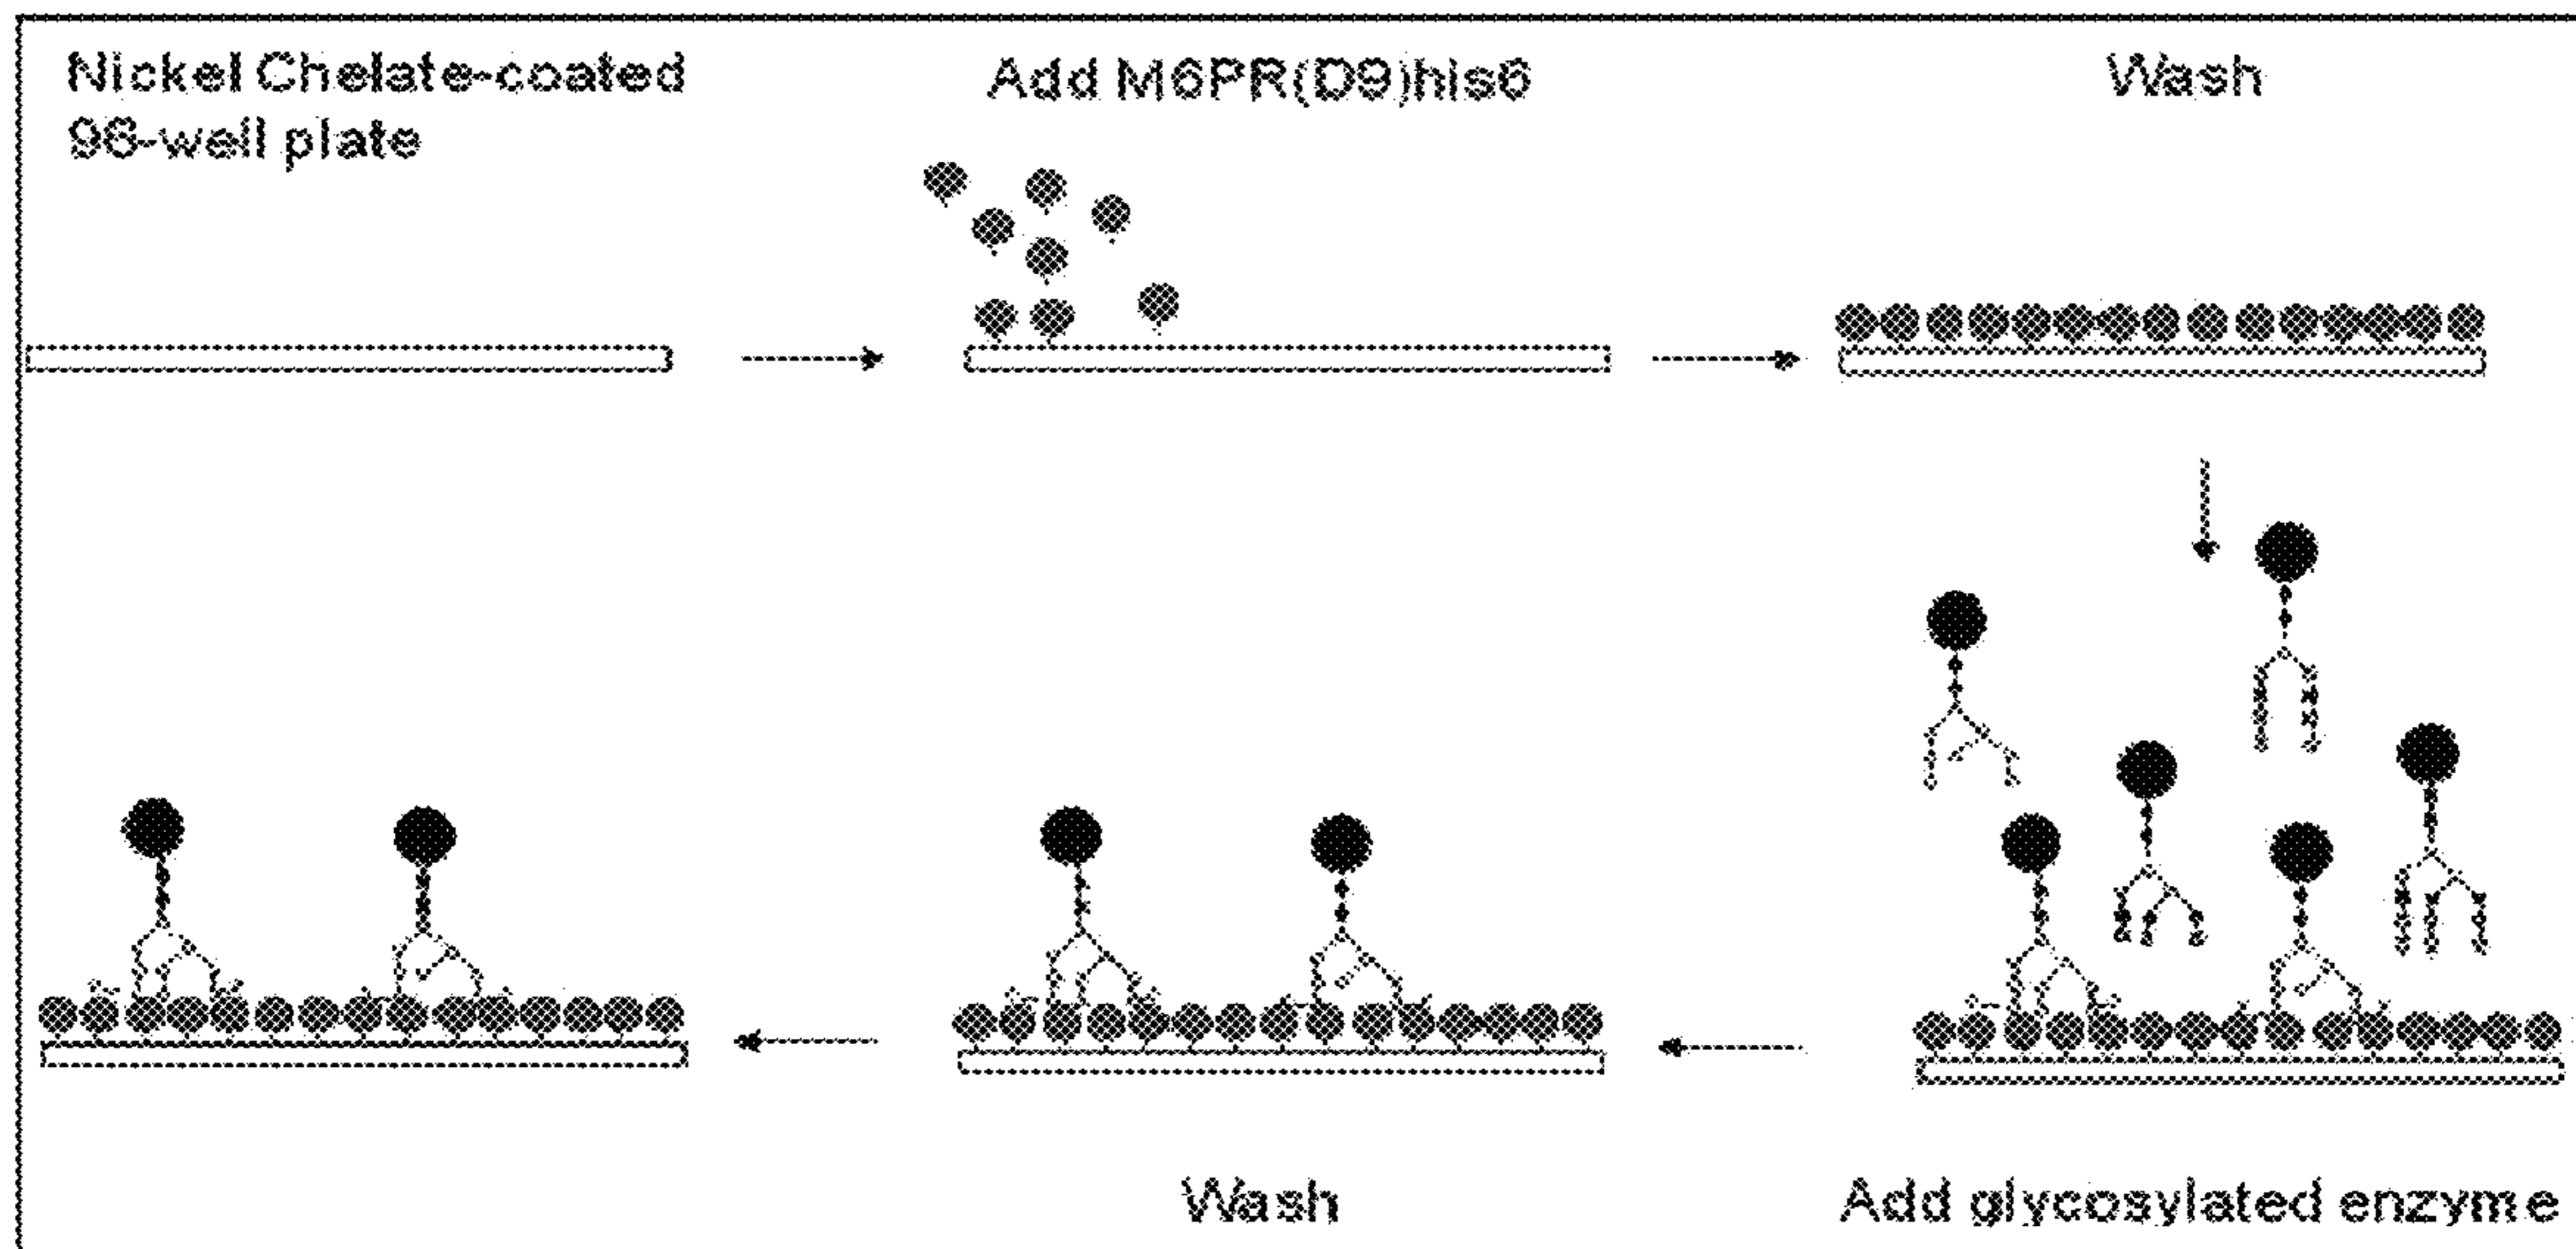 Nickel Chelate-coated
96-well plate
Add M6PR(D9)his6
Wash
Wash
Add glycosylated enzyme